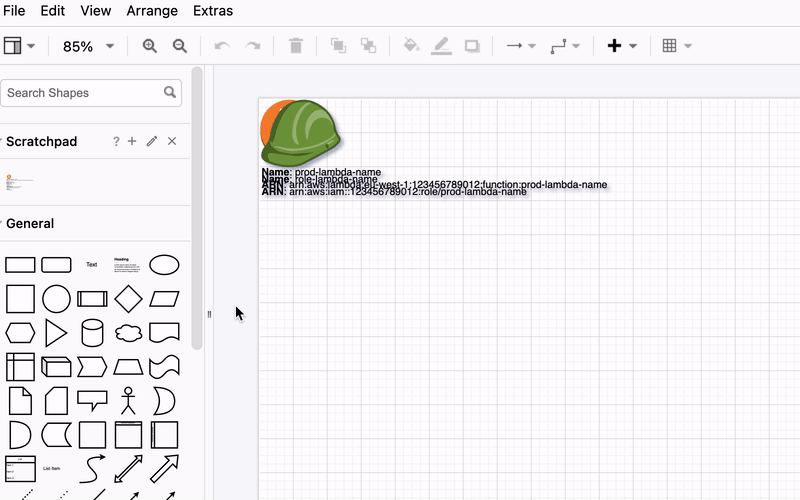 File Edit View Arrange Extras
85%
Search Shapes
Scratchpad ?
Name: prod-lambda-name
Name: role-lambda-name
ARN: arn:aws:lambda:eu-west-1:123456789012:function:prod-lambda-name
ARN: arn:aws:iam::123456789012:role/prod-lambda-name
General
Text
Heading
List Item